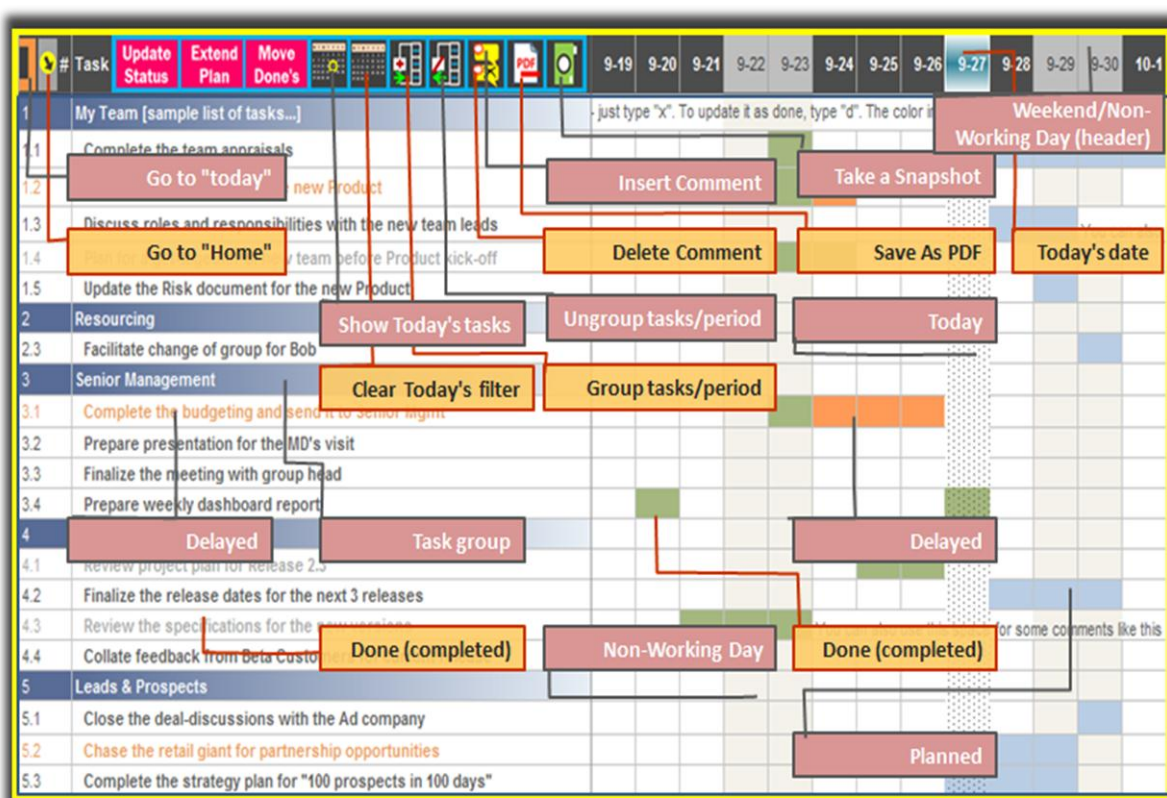 # Task Update Status Extend Plan Move Done's PDF 9-19 9-20 9-21 9-22 9-23 9-24 9-25 9-26 9-27 9-28 9-29 9-30 10-1
1 My Team [sample list of tasks...] - just type "x". To update it as done, type "d". The color in
Weekend/Non-Working Day (header)
1.1 Complete the team appraisals
Go to "today"
Insert Comment
Take a Snapshot
1.2 new Product
1.3 Discuss roles and responsibilities with the new team leads
Go to "Home"
Delete Comment
Save As PDF
Today's date
1.4 Plan for team before Product kick-off
1.5 Update the Risk document for the new Product
2 Resourcing
Show Today's tasks
Ungroup tasks/period
Today
2.3 Facilitate change of group for Bob
3 Senior Management
Clear Today's filter
Group tasks/period
3.1 Complete the budgeting and send it to Senior Mgmt
3.2 Prepare presentation for the MD's visit
3.3 Finalize the meeting with group head
3.4 Prepare weekly dashboard report
4
Delayed
Task group
Delayed
4.1 Review project plan for Release 2.3
4.2 Finalize the release dates for the next 3 releases
4.3 Review the specifications for the new versions
You can also use this space for some comments like this
Done (completed)
Non-Working Day
Done (completed)
4.4 Collate feedback from Beta Customers
5 Leads & Prospects
5.1 Close the deal-discussions with the Ad company
5.2 Chase the retail giant for partnership opportunities
Planned
5.3 Complete the strategy plan for "100 prospects in 100 days"